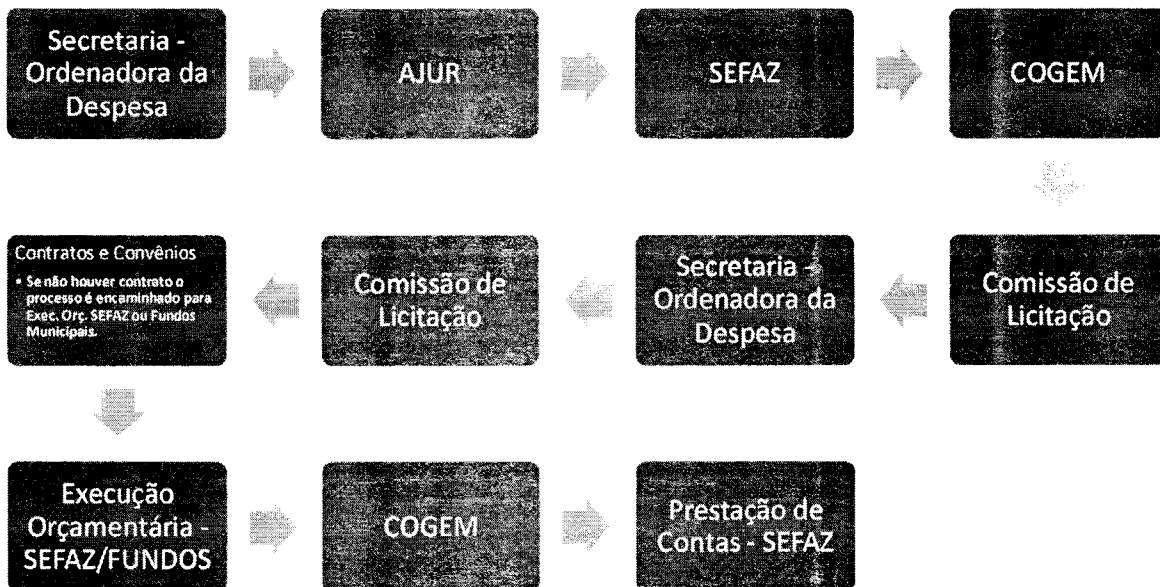 Secretaria -
Ordenadora da
Despesa
AJUR
SEFAZ
COGEM
Contratos e Convênios
• Se não houver contrato o
processo é encaminhado para
Exec. Orç. SEFAZ ou Fundos
Municipais.
Comissão de
Licitação
Secretaria -
Ordenadora da
Despesa
Comissão de
Licitação
Execução
Orçamentária -
SEFAZ/FUNDOS
COGEM
Prestação de
Contas - SEFAZ